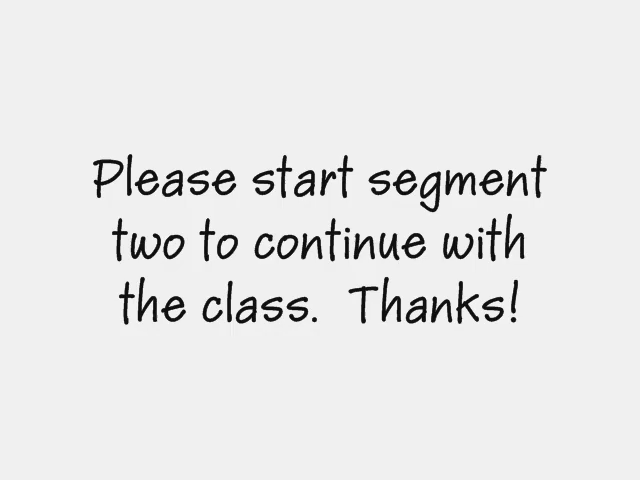 Please start segment
two to continue with
the class.  Thanks!